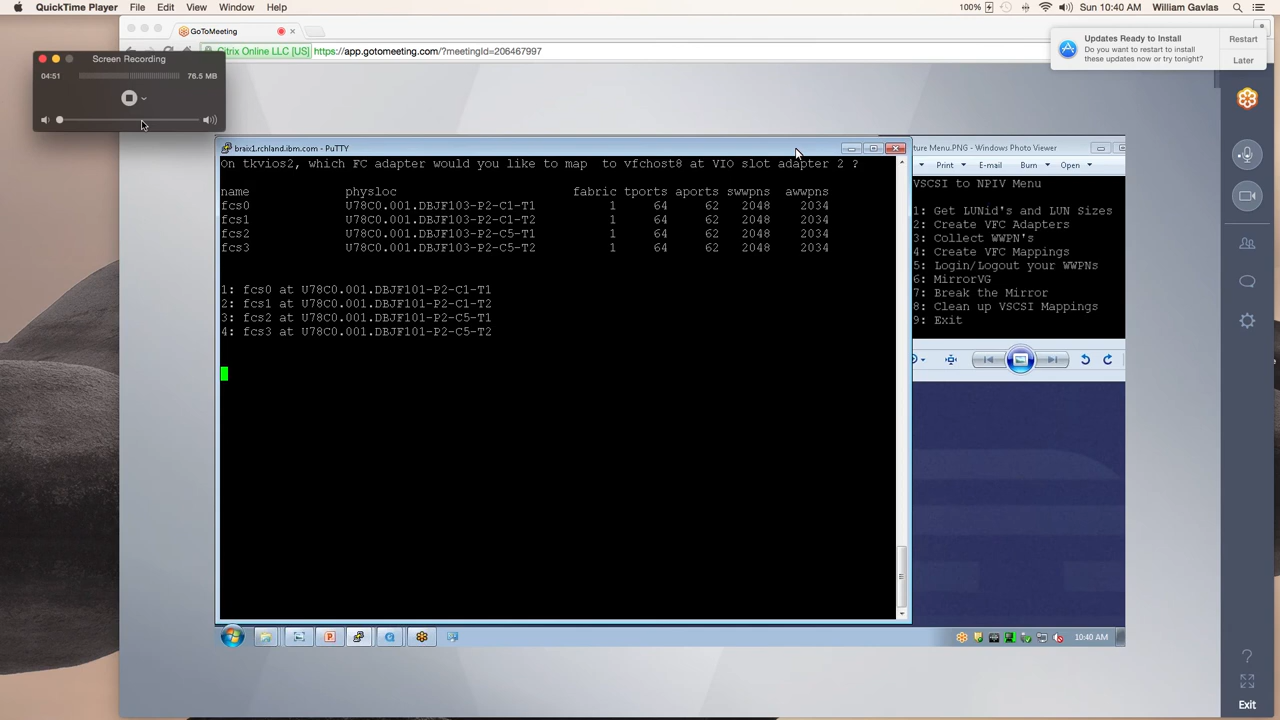 QuickTime Player File Edit View Window Help 100% Sun 10:40 AM William Gavlas
GoToMeeting
Citrix Online LLC [US] https://app.gotomeeting.com/?meetingId=206467997
Updates Ready to Install
Do you want to restart to install
these updates now or try tonight?
Restart
Later
Screen Recording
04:51 76.5 MB
braix1.rchland.ibm.com - PuTTY
On tkvios2, which FC adapter would you like to map to vfchost8 at VIO slot adapter 2 ?
name physloc fabric tports aports swwpns awwpns
fcs0 U78C0.001.DBJF103-P2-C1-T1 1 64 62 2048 2034
fcs1 U78C0.001.DBJF103-P2-C1-T2 1 64 62 2048 2034
fcs2 U78C0.001.DBJF103-P2-C5-T1 1 64 62 2048 2034
fcs3 U78C0.001.DBJF103-P2-C5-T2 1 64 62 2048 2034
1: fcs0 at U78C0.001.DBJF101-P2-C1-T1
2: fcs1 at U78C0.001.DBJF101-P2-C1-T2
3: fcs2 at U78C0.001.DBJF101-P2-C5-T1
4: fcs3 at U78C0.001.DBJF101-P2-C5-T2
ture Menu.PNG - Windows Photo Viewer
Print E-mail Burn Open
VSCSI to NPIV Menu
1: Get LUNid's and LUN Sizes
2: Create VFC Adapters
3: Collect WWPN's
4: Create VFC Mappings
5: Login/Logout your WWPNs
6: MirrorVG
7: Break the Mirror
8: Clean up VSCSI Mappings
9: Exit
10:40 AM
Exit